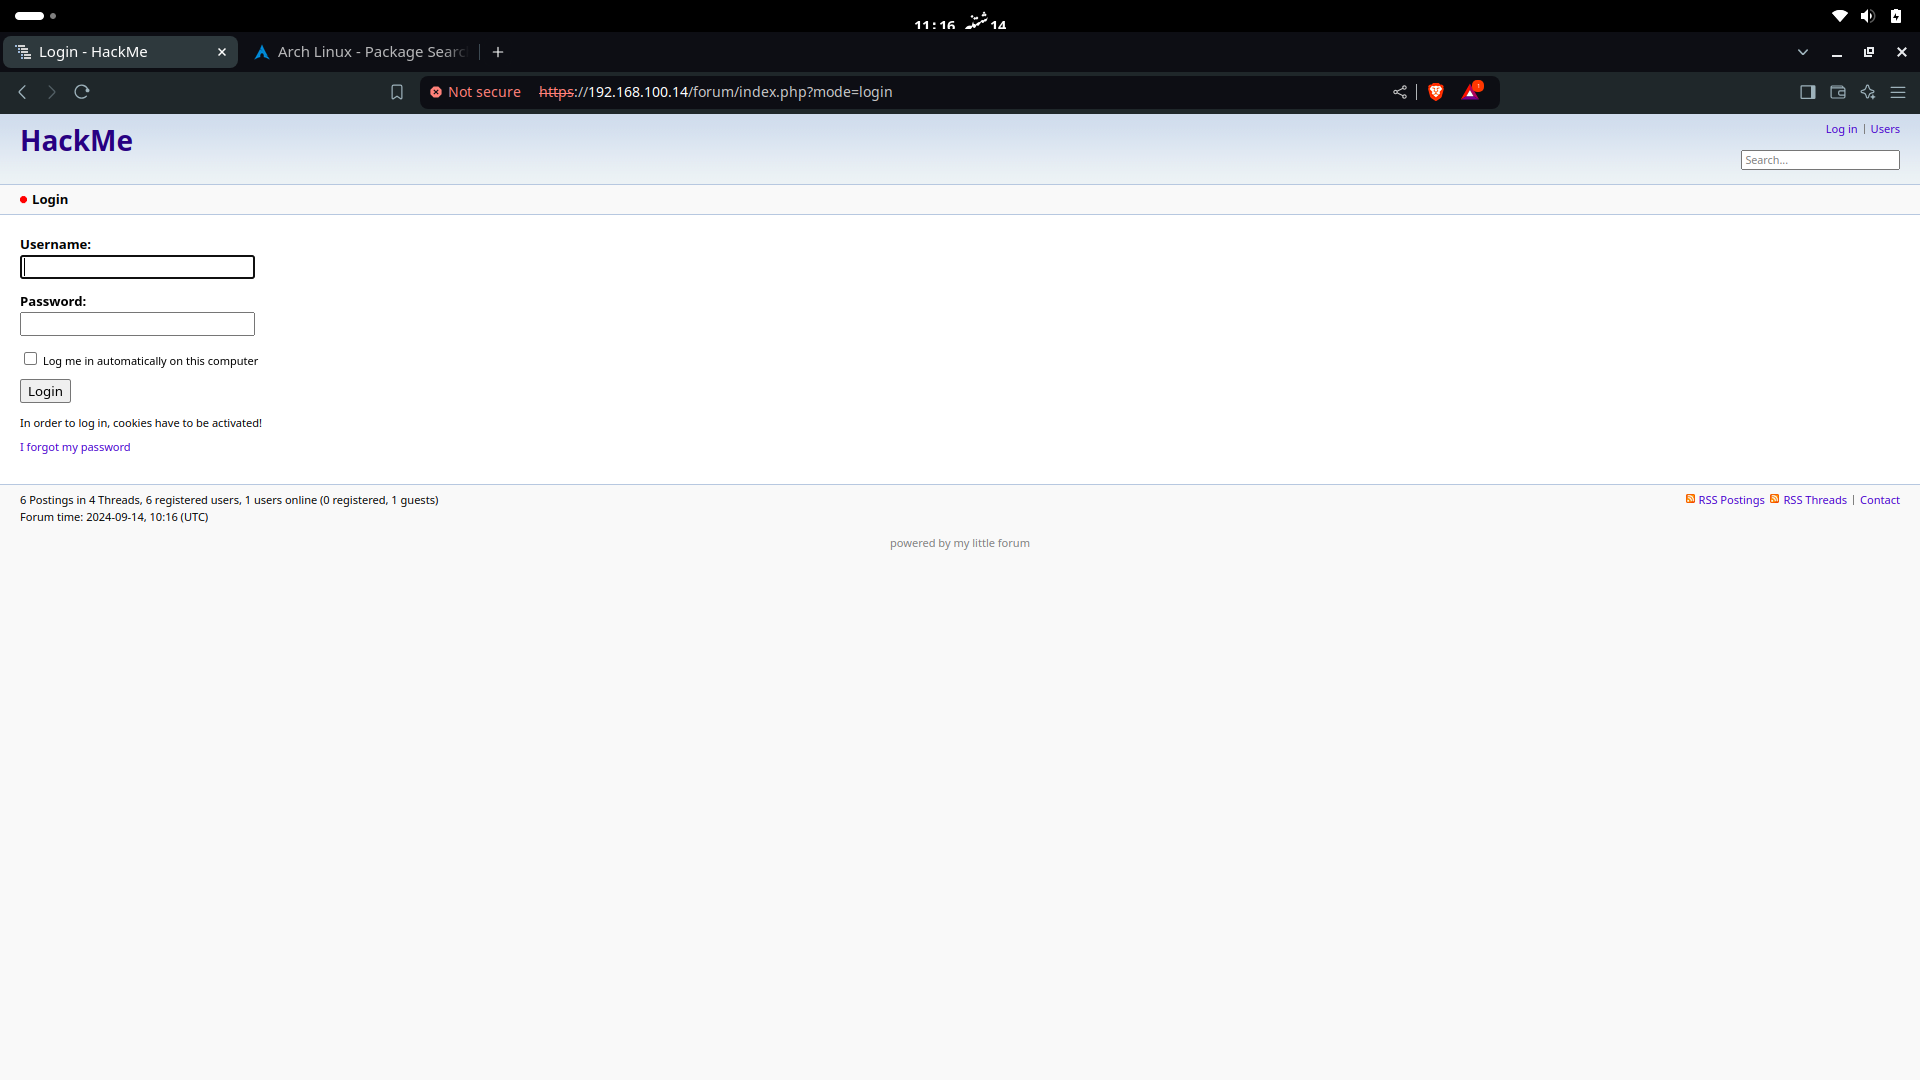 11:16 14 شتنبر
Login - HackMe
Arch Linux - Package Searc
Not secure https://192.168.100.14/forum/index.php?mode=login
HackMe
Log in | Users
Search...
Login
Username:
Password:
Log me in automatically on this computer
Login
In order to log in, cookies have to be activated!
I forgot my password
6 Postings in 4 Threads, 6 registered users, 1 users online (0 registered, 1 guests)
RSS Postings RSS Threads | Contact
Forum time: 2024-09-14, 10:16 (UTC)
powered by my little forum